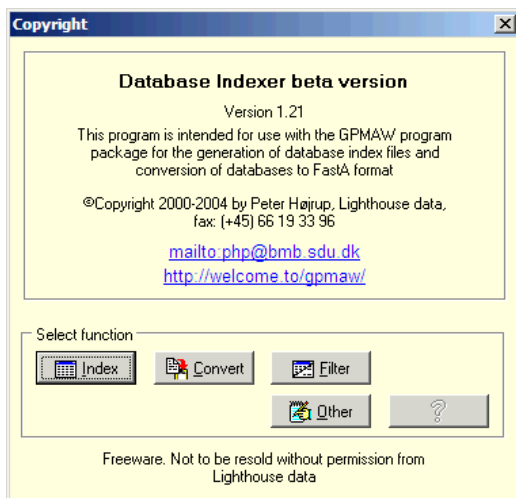 Copyright
Database Indexer beta version
Version 1.21
This program is intended for use with the GPMAW program
package for the generation of database index files and
conversion of databases to FastA format
©Copyright 2000-2004 by Peter Højrup, Lighthouse data,
fax: (+45) 66 19 33 96
mailto:php@bmb.sdu.dk
http://welcome.to/gpmaw/
Select function
Index Convert Filter
Other ?
Freeware. Not to be resold without permission from
Lighthouse data